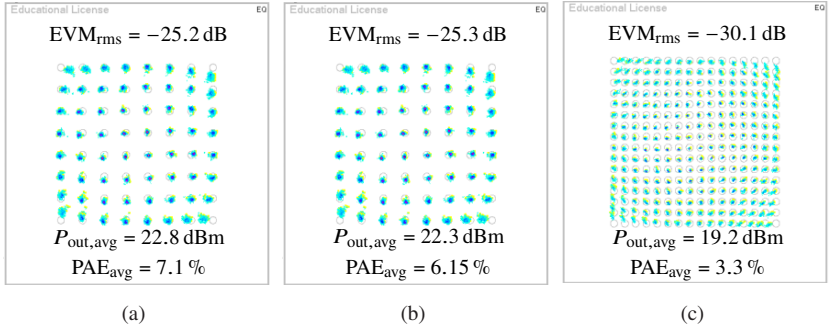 Educational License EQ
EVMrms = −25.2 dB
Pout,avg = 22.8 dBm
PAEavg = 7.1 %
(a)
Educational License EQ
EVMrms = −25.3 dB
Pout,avg = 22.3 dBm
PAEavg = 6.15 %
(b)
Educational License EQ
EVMrms = −30.1 dB
Pout,avg = 19.2 dBm
PAEavg = 3.3 %
(c)